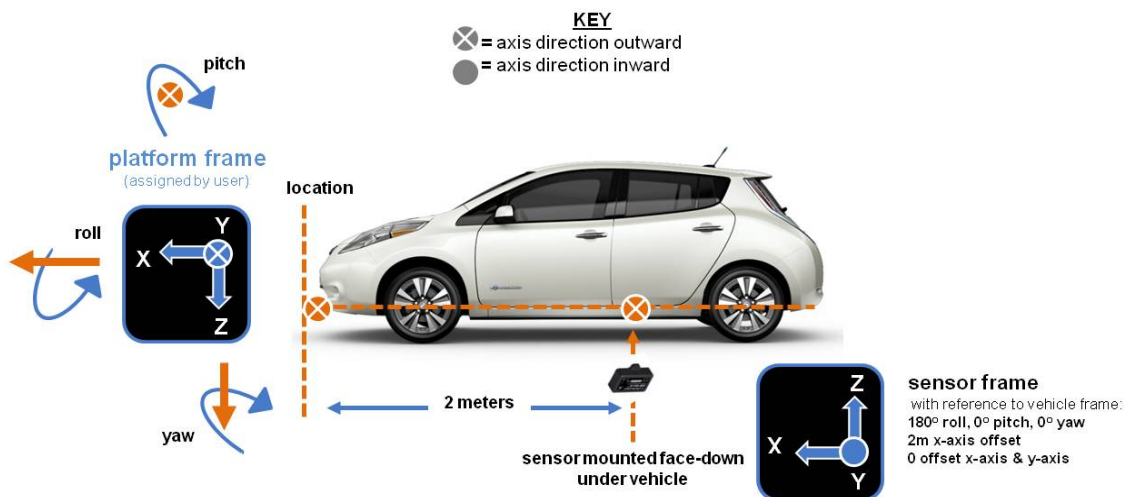 KEY
= axis direction outward
= axis direction inward
pitch
platform frame
(assigned by user)
location
roll
Y
X
Z
yaw
2 meters
sensor mounted face-down
under vehicle
Z
X
Y
sensor frame
with reference to vehicle frame:
180º roll, 0º pitch, 0º yaw
2m x-axis offset
0 offset x-axis & y-axis